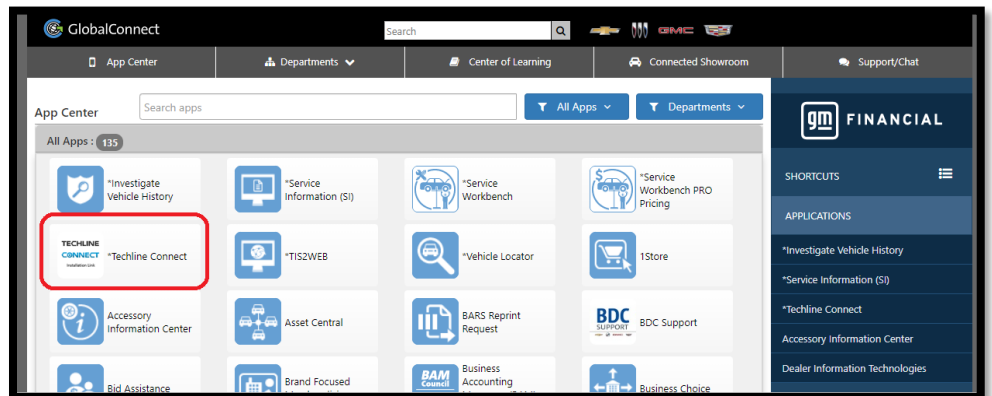 GlobalConnect
Search
GMC
App Center
Departments
Center of Learning
Connected Showroom
Support/Chat
App Center
Search apps
All Apps
Departments
gm FINANCIAL
All Apps : 135
*Investigate
Vehicle History
*Service
Information (SI)
*Service
Workbench
*Service
Workbench PRO
Pricing
TECHLINE
CONNECT
Installation Link
*Techline Connect
*TIS2WEB
*Vehicle Locator
1Store
Accessory
Information Center
Asset Central
BARS Reprint
Request
BDC
SUPPORT
BDC Support
Bid Assistance
Brand Focused
BAM
Council
Business
Accounting
Business Choice
SHORTCUTS
APPLICATIONS
*Investigate Vehicle History
*Service Information (SI)
*Techline Connect
Accessory Information Center
Dealer Information Technologies